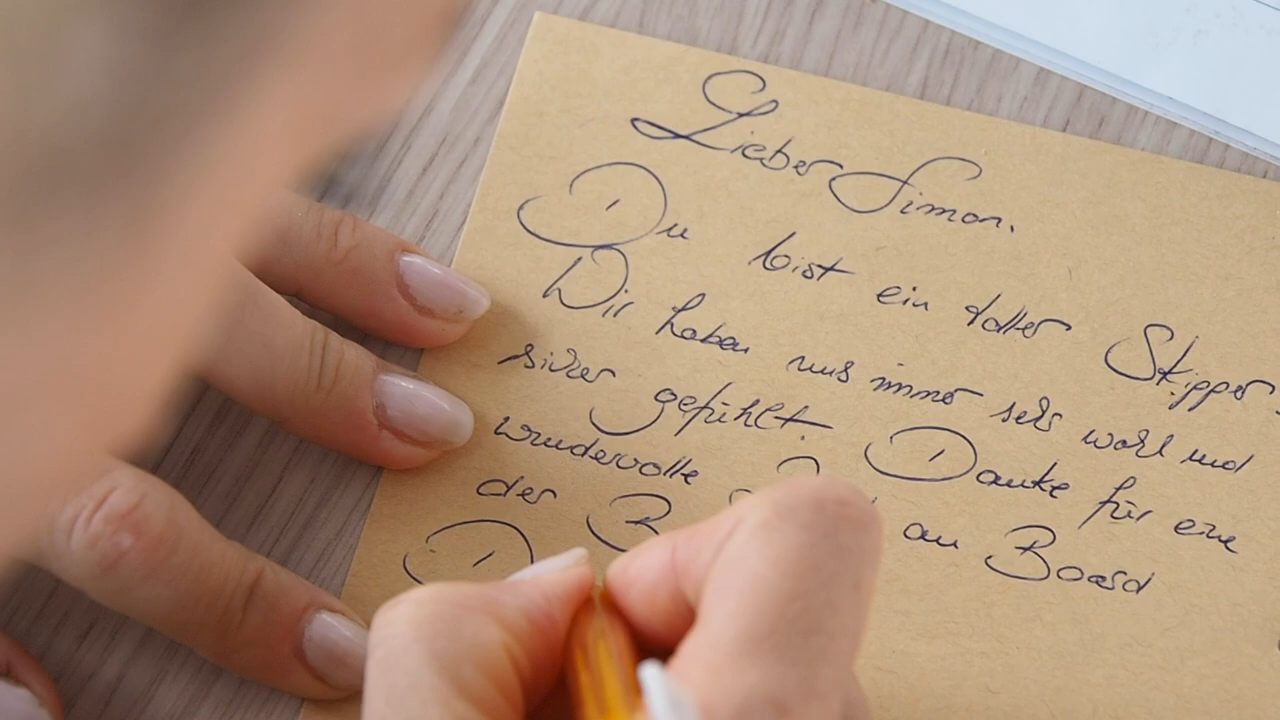 Lieber Simon.
Du bist ein toller Skipper.
Wir haben uns immer sehr wohl und
sicher gefühlt. Danke für eine
wundervolle an Board
der